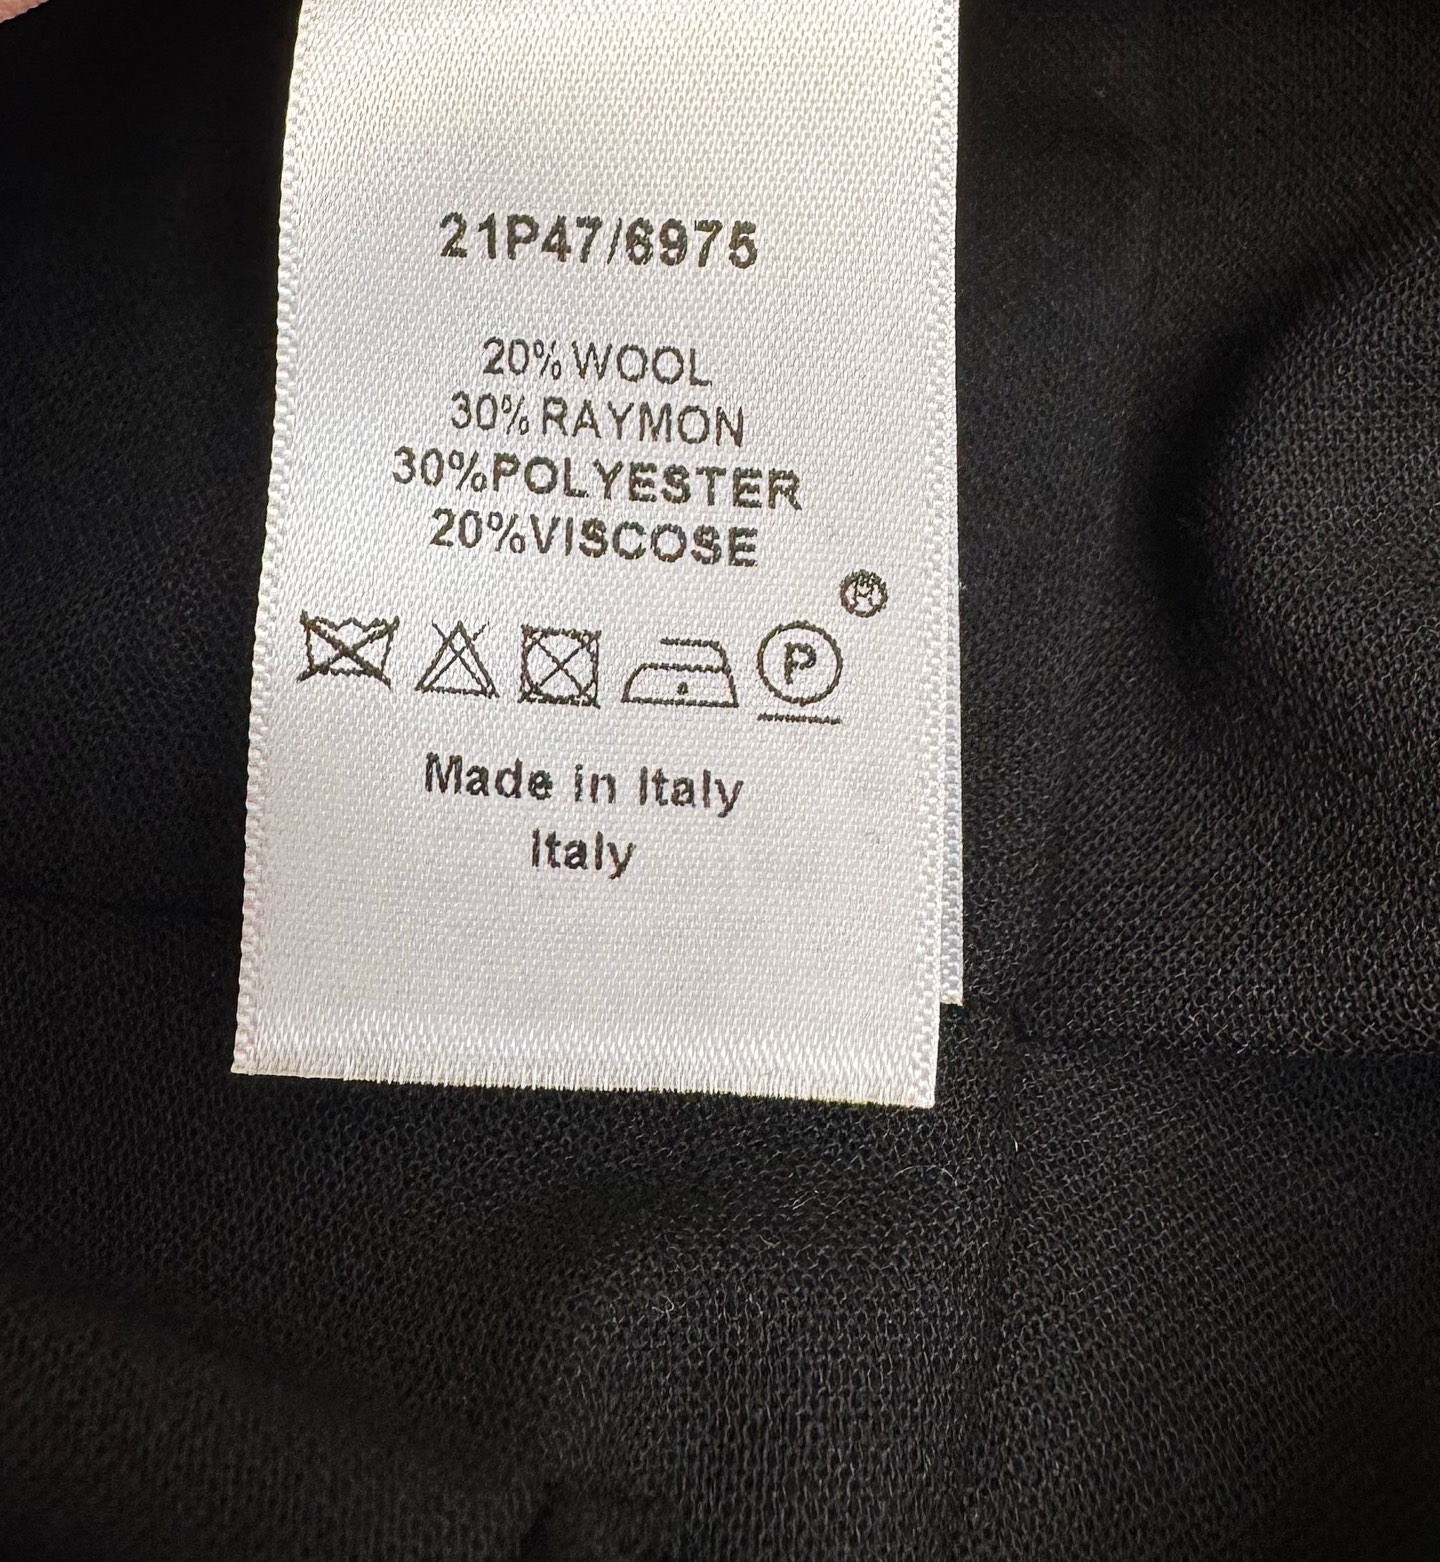 21P47/6975
20% WOOL
30% RAYMON
30%POLYESTER
20%VISCOSE
P
Made in Italy
Italy